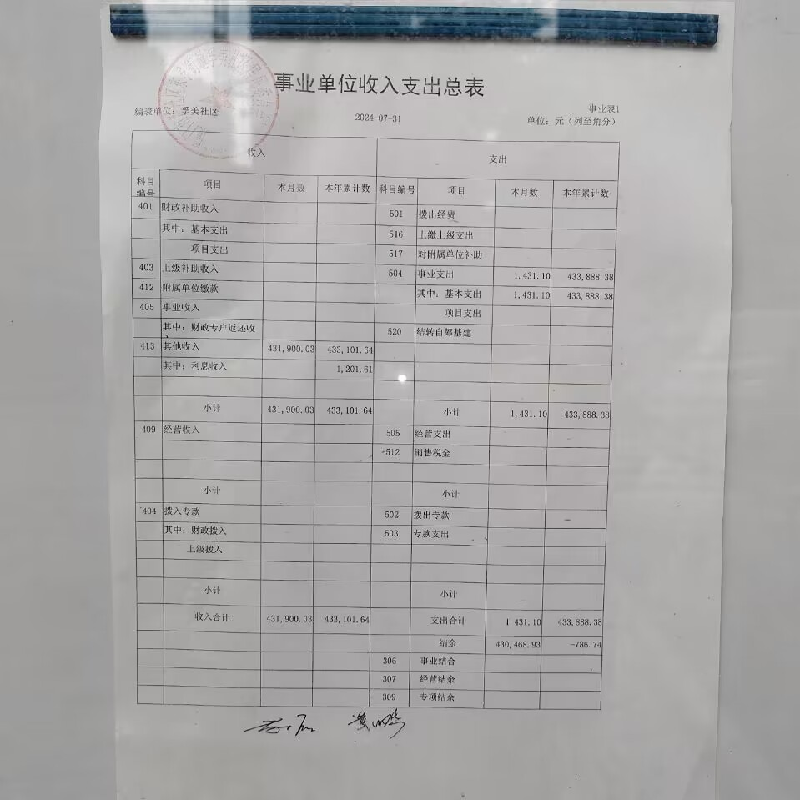 事业单位收入支出总表
事业表1
编报单位：景天社区 2024-07-31 单位：元（列至角分）
收入 支出
科目编号 项目 本月数 本年累计数 科目编号 项目 本月数 本年累计数
401 财政补助收入 501 拨出经费
其中：基本支出 516 上缴上级支出
项目支出 517 对附属单位补助
403 上级补助收入 504 事业支出 1,431.10 433,888.38
412 附属单位缴款 其中：基本支出 1,431.10 433,888.38
405 事业收入 项目支出
其中：财政专户返还收入 520 结转自筹基建
413 其他收入 431,900.03 433,101.64
其中：利息收入 1,201.61
小计 431,900.03 433,101.64 小计 1,431.10 433,888.38
409 经营收入 505 经营支出
512 销售税金
小计 小计
404 拨入专款 502 拨出专款
其中：财政拨入 503 专款支出
上级拨入
小计 小计
收入合计 431,900.03 433,101.64 支出合计 1,431.10 433,888.38
结余 430,468.93 -786.74
306 事业结余
307 经营结余
305 专项结余